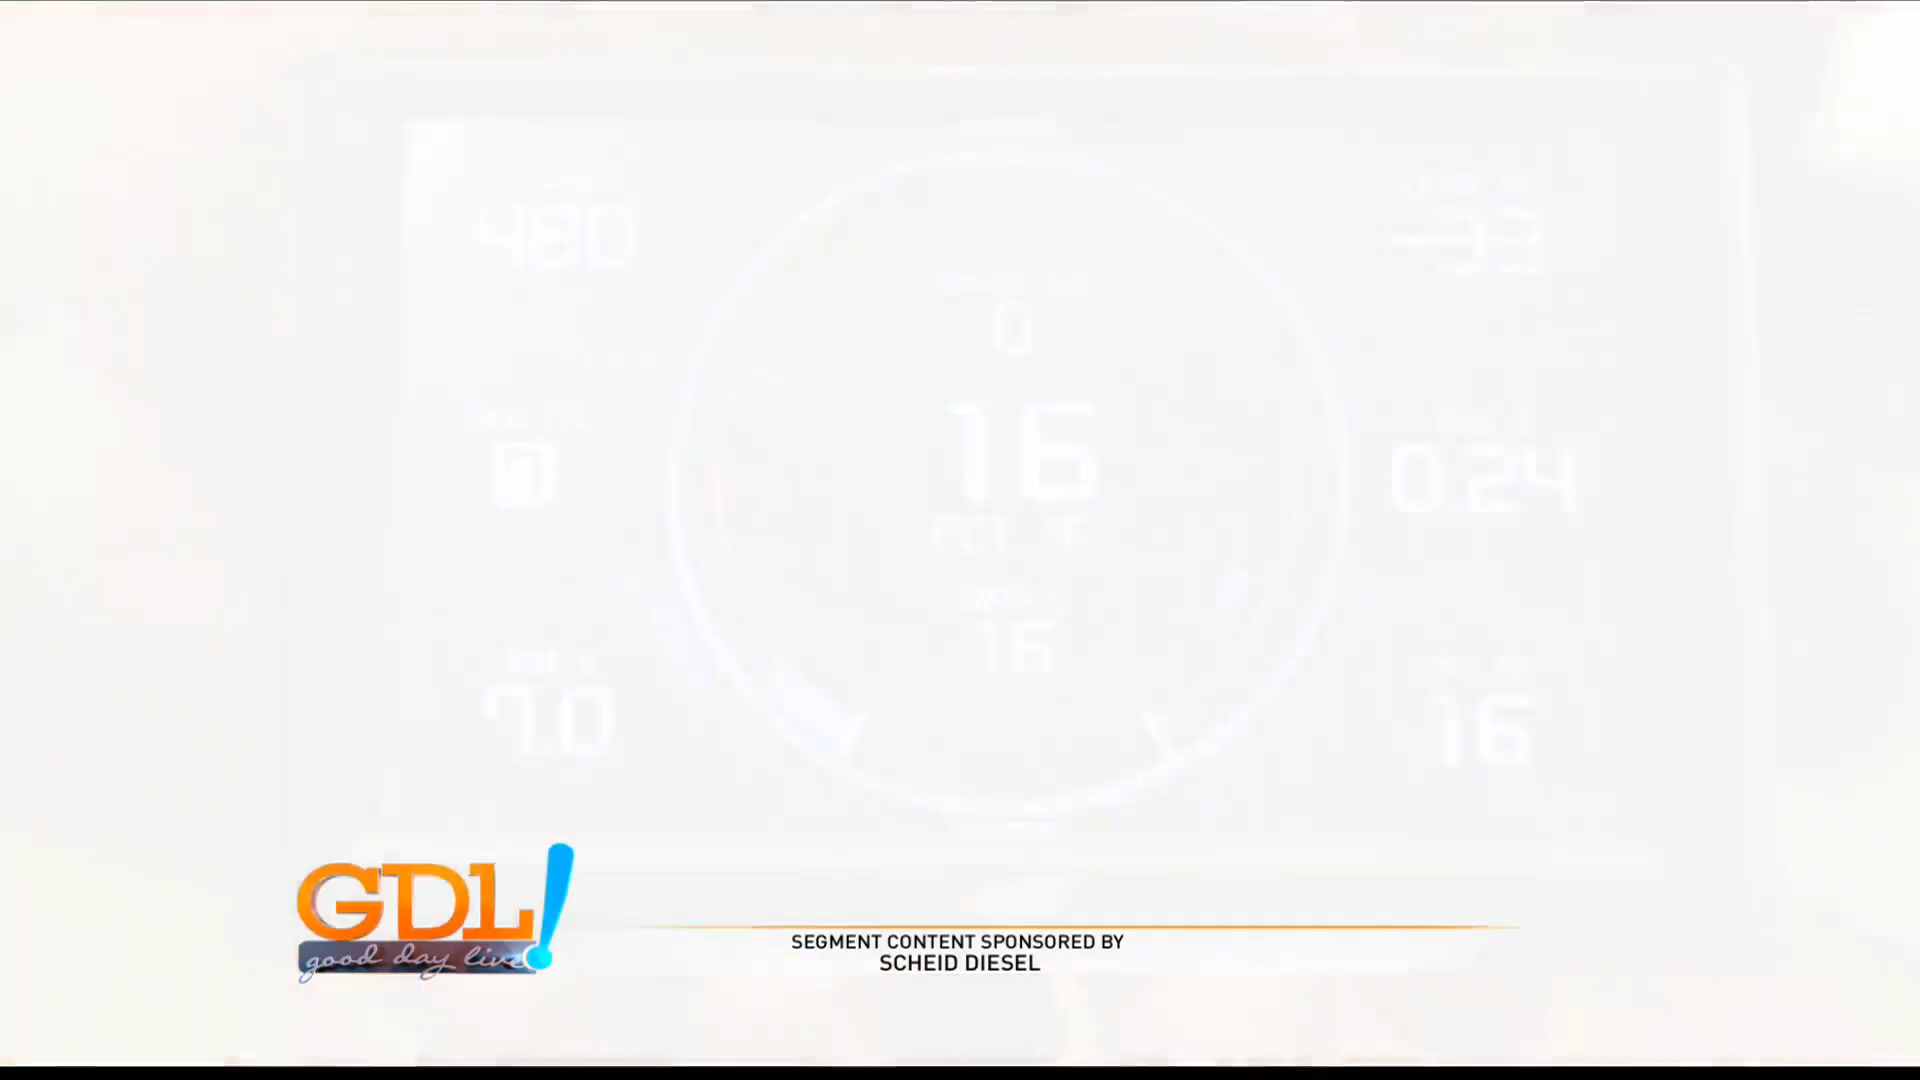 480
-33
0
16
0.24
ECT °F
16
7.0
16
GDL!
good day live
SEGMENT CONTENT SPONSORED BY
SCHEID DIESEL